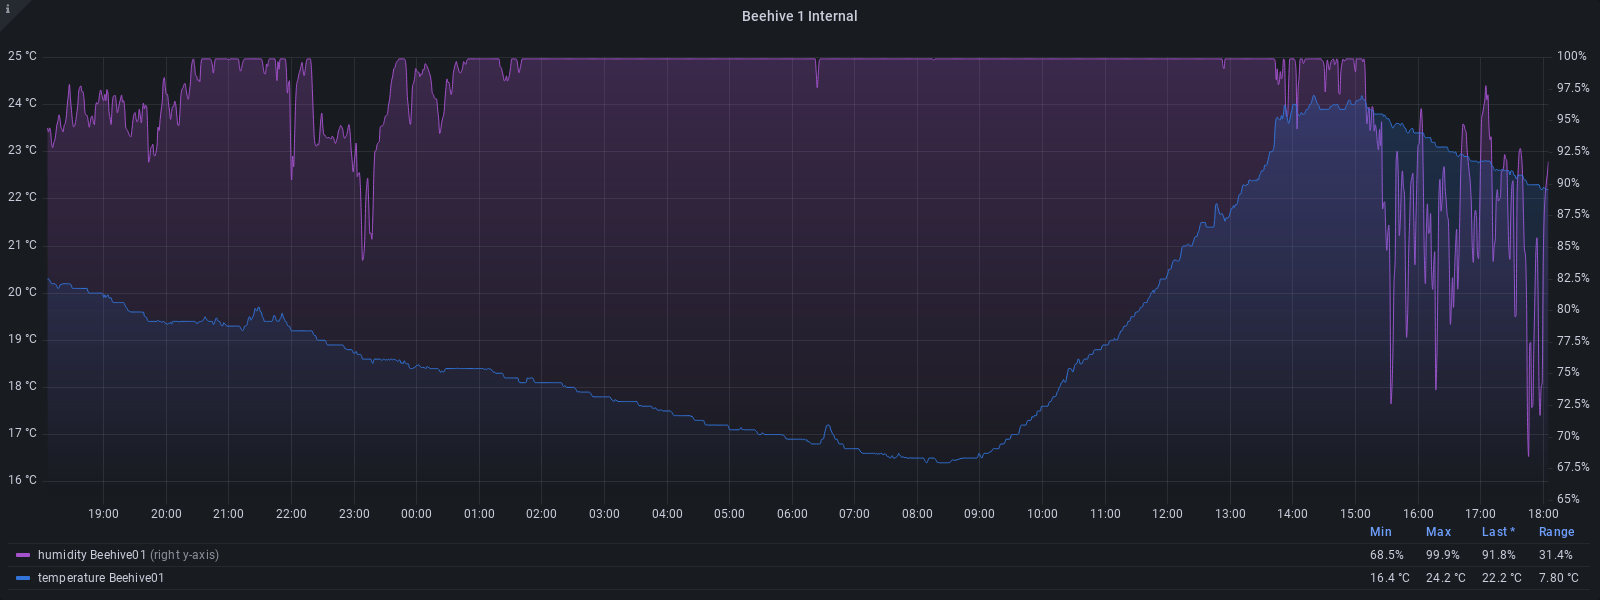 i
Beehive 1 Internal
25 °C 100%
24 °C 97.5%
23 °C 95%
22 °C 92.5%
21 °C 90%
20 °C 87.5%
19 °C 85%
18 °C 82.5%
17 °C 80%
16 °C 77.5%
75%
72.5%
70%
67.5%
65%
19:00 20:00 21:00 22:00 23:00 00:00 01:00 02:00 03:00 04:00 05:00 06:00 07:00 08:00 09:00 10:00 11:00 12:00 13:00 14:00 15:00 16:00 17:00 18:00
Min Max Last * Range
humidity Beehive01 (right y-axis) 68.5% 99.9% 91.8% 31.4%
temperature Beehive01 16.4 °C 24.2 °C 22.2 °C 7.80 °C